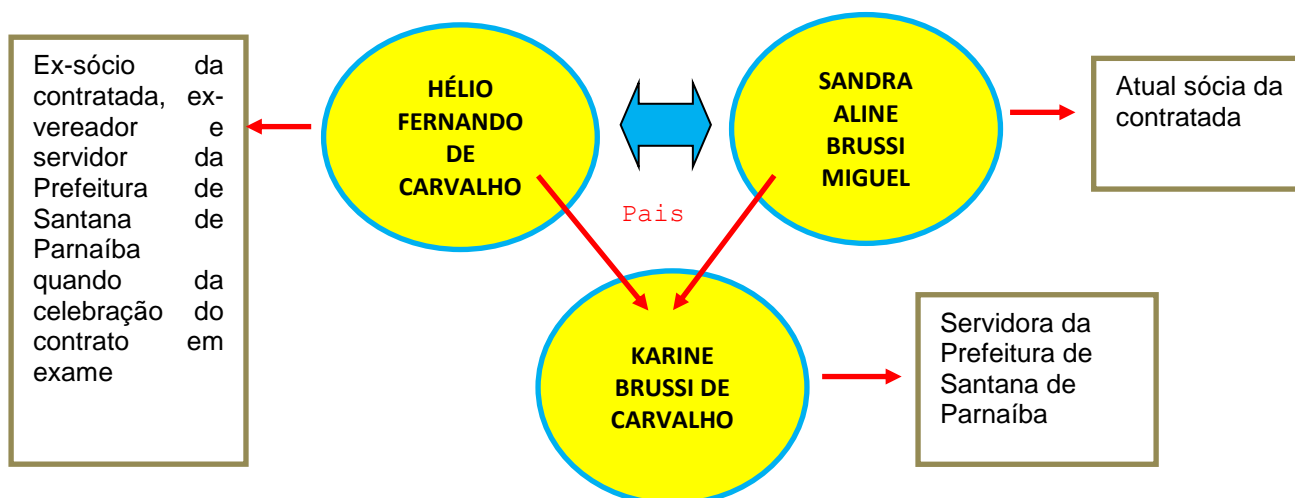 Ex-sócio da
contratada, ex-
vereador e
servidor da
Prefeitura de
Santana de
Parnaíba
quando da
celebração do
contrato em
exame
HÉLIO
FERNANDO
DE
CARVALHO
SANDRA
ALINE
BRUSSI
MIGUEL
Atual sócia da
contratada
Pais
KARINE
BRUSSI DE
CARVALHO
Servidora da
Prefeitura de
Santana de
Parnaíba